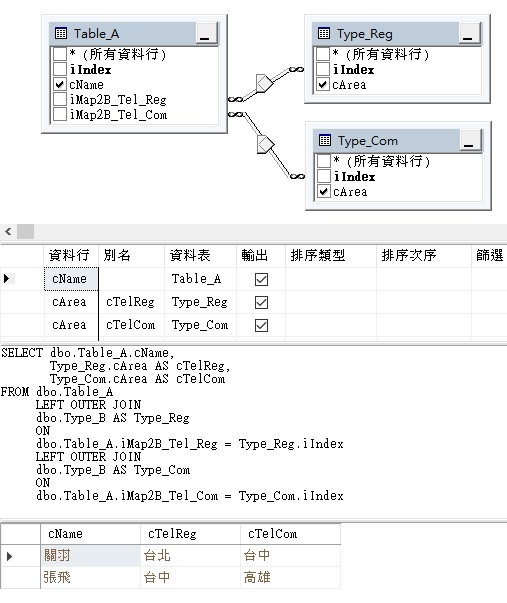 Table_A
* (所有資料行)
iIndex
cName
iMap2B_Tel_Reg
iMap2B_Tel_Com
Type_Reg
* (所有資料行)
iIndex
cArea
Type_Com
* (所有資料行)
iIndex
cArea
資料行 別名 資料表 輸出 排序類型 排序次序 篩選
cName Table_A
cArea cTelReg Type_Reg
cArea cTelCom Type_Com
SELECT dbo.Table_A.cName,
Type_Reg.cArea AS cTelReg,
Type_Com.cArea AS cTelCom
FROM dbo.Table_A
LEFT OUTER JOIN
dbo.Type_B AS Type_Reg
ON
dbo.Table_A.iMap2B_Tel_Reg = Type_Reg.iIndex
LEFT OUTER JOIN
dbo.Type_B AS Type_Com
ON
dbo.Table_A.iMap2B_Tel_Com = Type_Com.iIndex
cName cTelReg cTelCom
關羽 台北 台中
張飛 台中 高雄